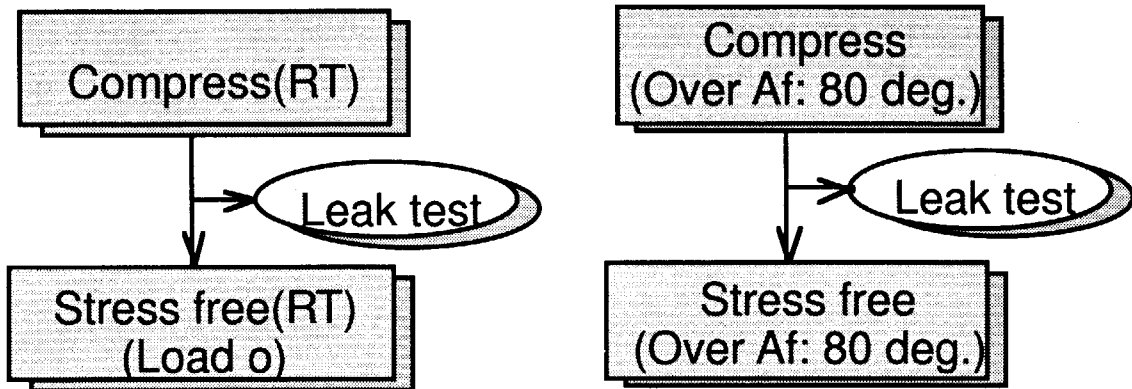 Compress(RT)
Leak test
Stress free(RT)
(Load o)
Compress
(Over Af: 80 deg.)
Leak test
Stress free
(Over Af: 80 deg.)